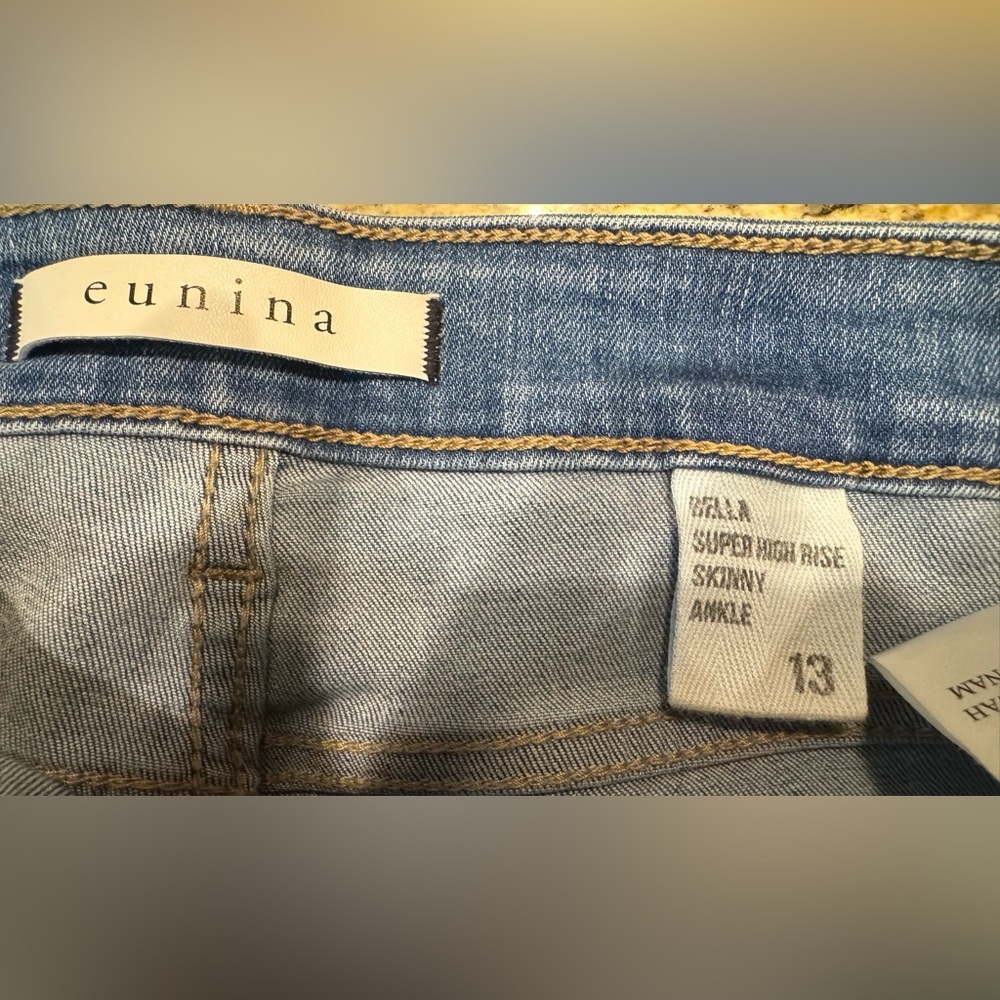 eunina
BELLA
SUPER HIGH RISE
SKINNY
ANKLE
13